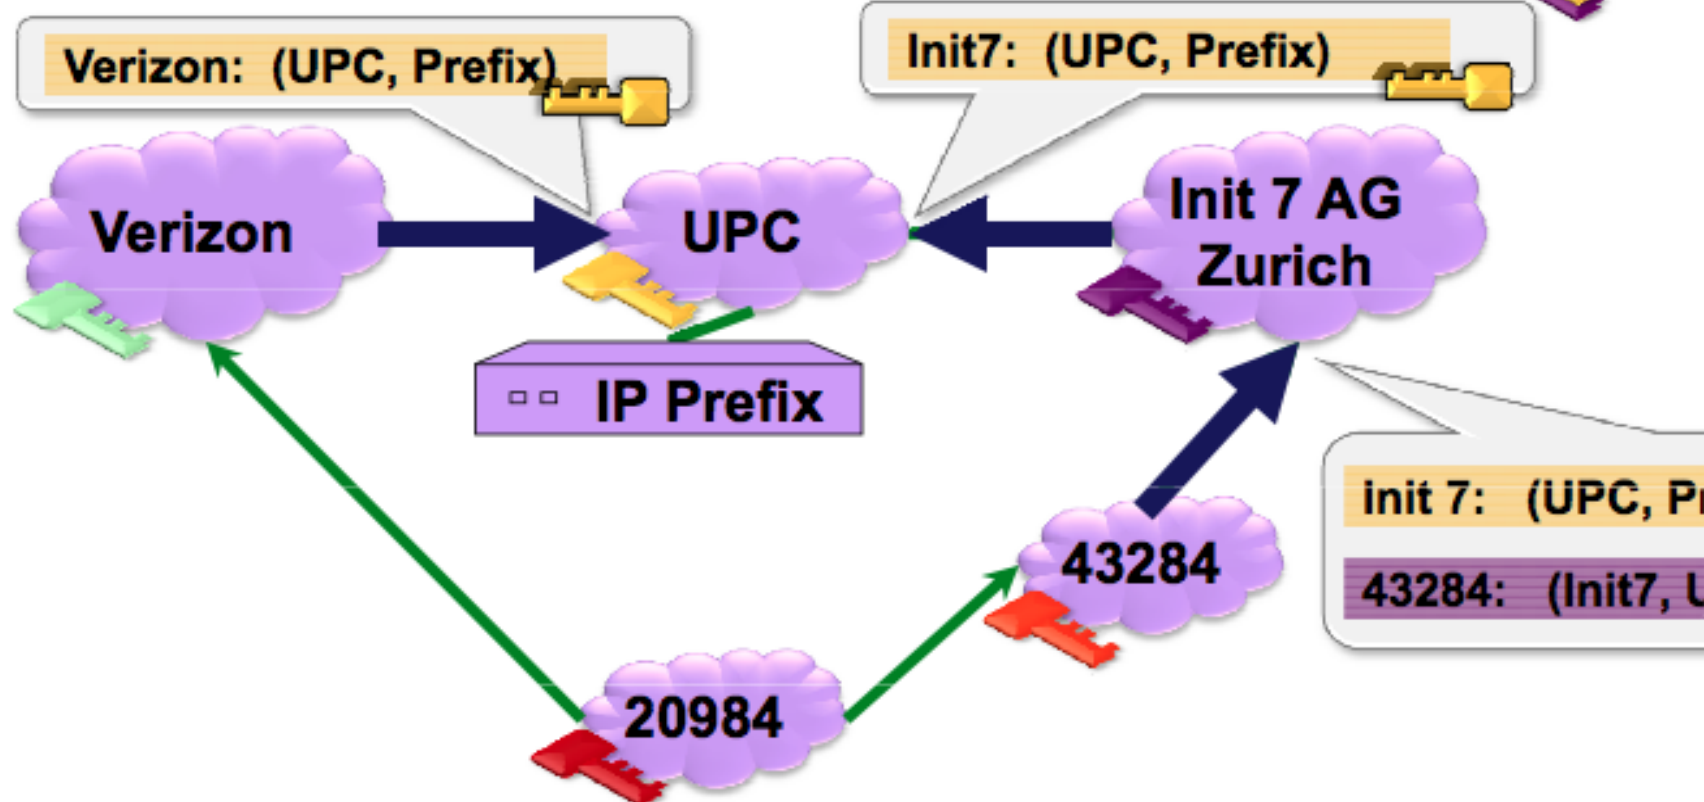 Verizon: (UPC, Prefix)
Init7: (UPC, Prefix)
Verizon
UPC
Init 7 AG
Zurich
IP Prefix
Init 7: (UPC,
43284: (Init7,
43284
20984